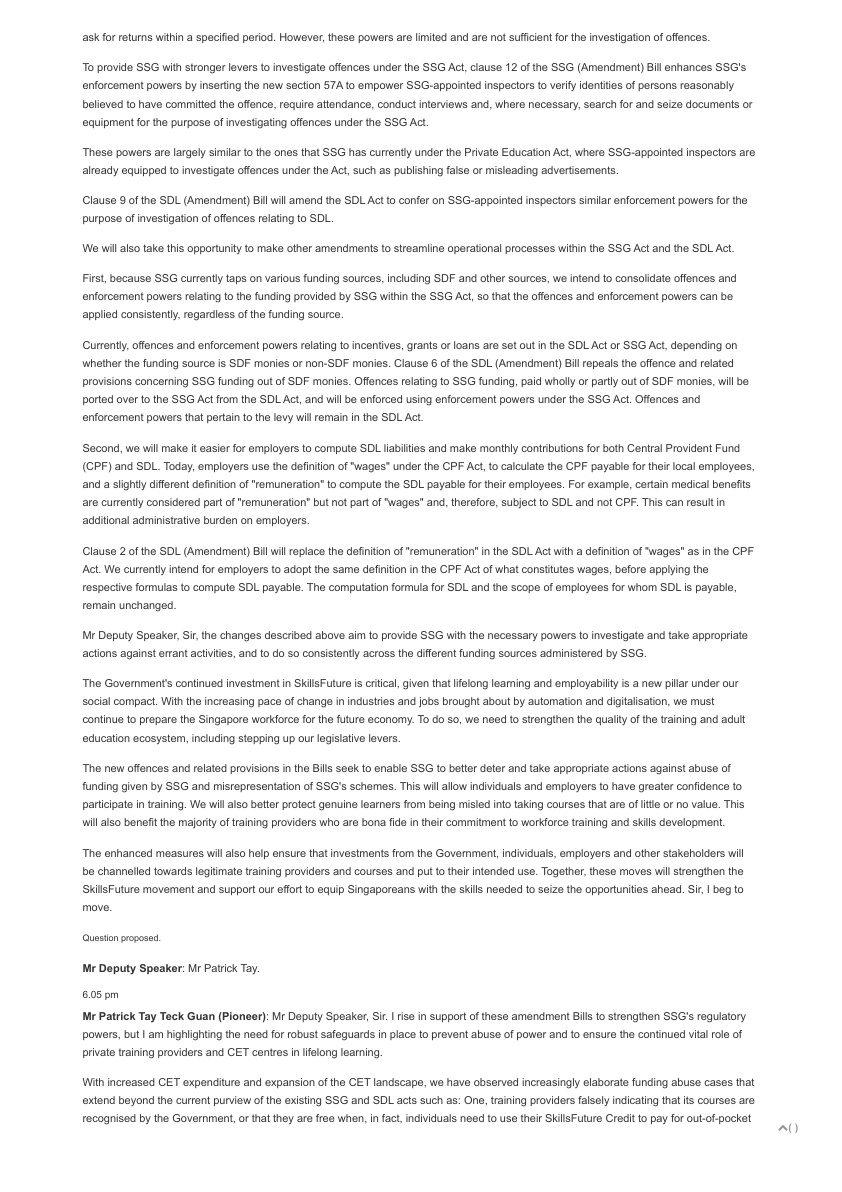 ask for returns within a specified period. However, these powers are limited and are not sufficient for the investigation of offences.
To provide SSG with stronger levers to investigate offences under the SSG Act, clause 12 of the SSG (Amendment) Bill enhances SSG's
enforcement powers by inserting the new section 57A to empower SSG-appointed inspectors to verify identities of persons reasonably
believed to have committed the offence, require attendance, conduct interviews and, where necessary, search for and seize documents or
equipment for the purpose of investigating offences under the SSG Act.
These powers are largely similar to the ones that SSG has currently under the Private Education Act, where SSG-appointed inspectors are
already equipped to investigate offences under the Act, such as publishing false or misleading advertisements.
Clause 9 of the SDL (Amendment) Bill will amend the SDL Act to confer on SSG-appointed inspectors similar enforcement powers for the
purpose of investigation of offences relating to SDL.
We will also take this opportunity to make other amendments to streamline operational processes within the SSG Act and the SDL Act.
First, because SSG currently taps on various funding sources, including SDF and other sources, we intend to consolidate offences and
enforcement powers relating to the funding provided by SSG within the SSG Act, so that the offences and enforcement powers can be
applied consistently, regardless of the funding source.
Currently, offences and enforcement powers relating to incentives, grants or loans are set out in the SDL Act or SSG Act, depending on
whether the funding source is SDF monies or non-SDF monies. Clause 6 of the SDL (Amendment) Bill repeals the offence and related
provisions concerning SSG funding out of SDF monies. Offences relating to SSG funding, paid wholly or partly out of SDF monies, will be
ported over to the SSG Act from the SDL Act, and will be enforced using enforcement powers under the SSG Act. Offences and
enforcement powers that pertain to the levy will remain in the SDL Act.
Second, we will make it easier for employers to compute SDL liabilities and make monthly contributions for both Central Provident Fund
(CPF) and SDL. Today, employers use the definition of "wages" under the CPF Act, to calculate the CPF payable for their local employees,
and a slightly different definition of "remuneration" to compute the SDL payable for their employees. For example, certain medical benefits
are currently considered part of "remuneration" but not part of "wages" and, therefore, subject to SDL and not CPF. This can result in
additional administrative burden on employers.
Clause 2 of the SDL (Amendment) Bill will replace the definition of "remuneration" in the SDL Act with a definition of "wages" as in the CPF
Act. We currently intend for employers to adopt the same definition in the CPF Act of what constitutes wages, before applying the
respective formulas to compute SDL payable. The computation formula for SDL and the scope of employees for whom SDL is payable,
remain unchanged.
Mr Deputy Speaker, Sir, the changes described above aim to provide SSG with the necessary powers to investigate and take appropriate
actions against errant activities, and to do so consistently across the different funding sources administered by SSG.
The Government's continued investment in SkillsFuture is critical, given that lifelong learning and employability is a new pillar under our
social compact. With the increasing pace of change in industries and jobs brought about by automation and digitalisation, we must
continue to prepare the Singapore workforce for the future economy. To do so, we need to strengthen the quality of the training and adult
education ecosystem, including stepping up our legislative levers.
The new offences and related provisions in the Bills seek to enable SSG to better deter and take appropriate actions against abuse of
funding given by SSG and misrepresentation of SSG's schemes. This will allow individuals and employers to have greater confidence to
participate in training. We will also better protect genuine learners from being misled into taking courses that are of little or no value. This
will also benefit the majority of training providers who are bona fide in their commitment to workforce training and skills development.
The enhanced measures will also help ensure that investments from the Government, individuals, employers and other stakeholders will
be channelled towards legitimate training providers and courses and put to their intended use. Together, these moves will strengthen the
SkillsFuture movement and support our effort to equip Singaporeans with the skills needed to seize the opportunities ahead. Sir, I beg to
move.
Question proposed.
Mr Deputy Speaker: Mr Patrick Tay.
6.05 pm
Mr Patrick Tay Teck Guan (Pioneer): Mr Deputy Speaker, Sir. I rise in support of these amendment Bills to strengthen SSG's regulatory
powers, but I am highlighting the need for robust safeguards in place to prevent abuse of power and to ensure the continued vital role of
private training providers and CET centres in lifelong learning.
With increased CET expenditure and expansion of the CET landscape, we have observed increasingly elaborate funding abuse cases that
extend beyond the current purview of the existing SSG and SDL acts such as: One, training providers falsely indicating that its courses are
recognised by the Government, or that they are free when, in fact, individuals need to use their SkillsFuture Credit to pay for out-of-pocket
( )